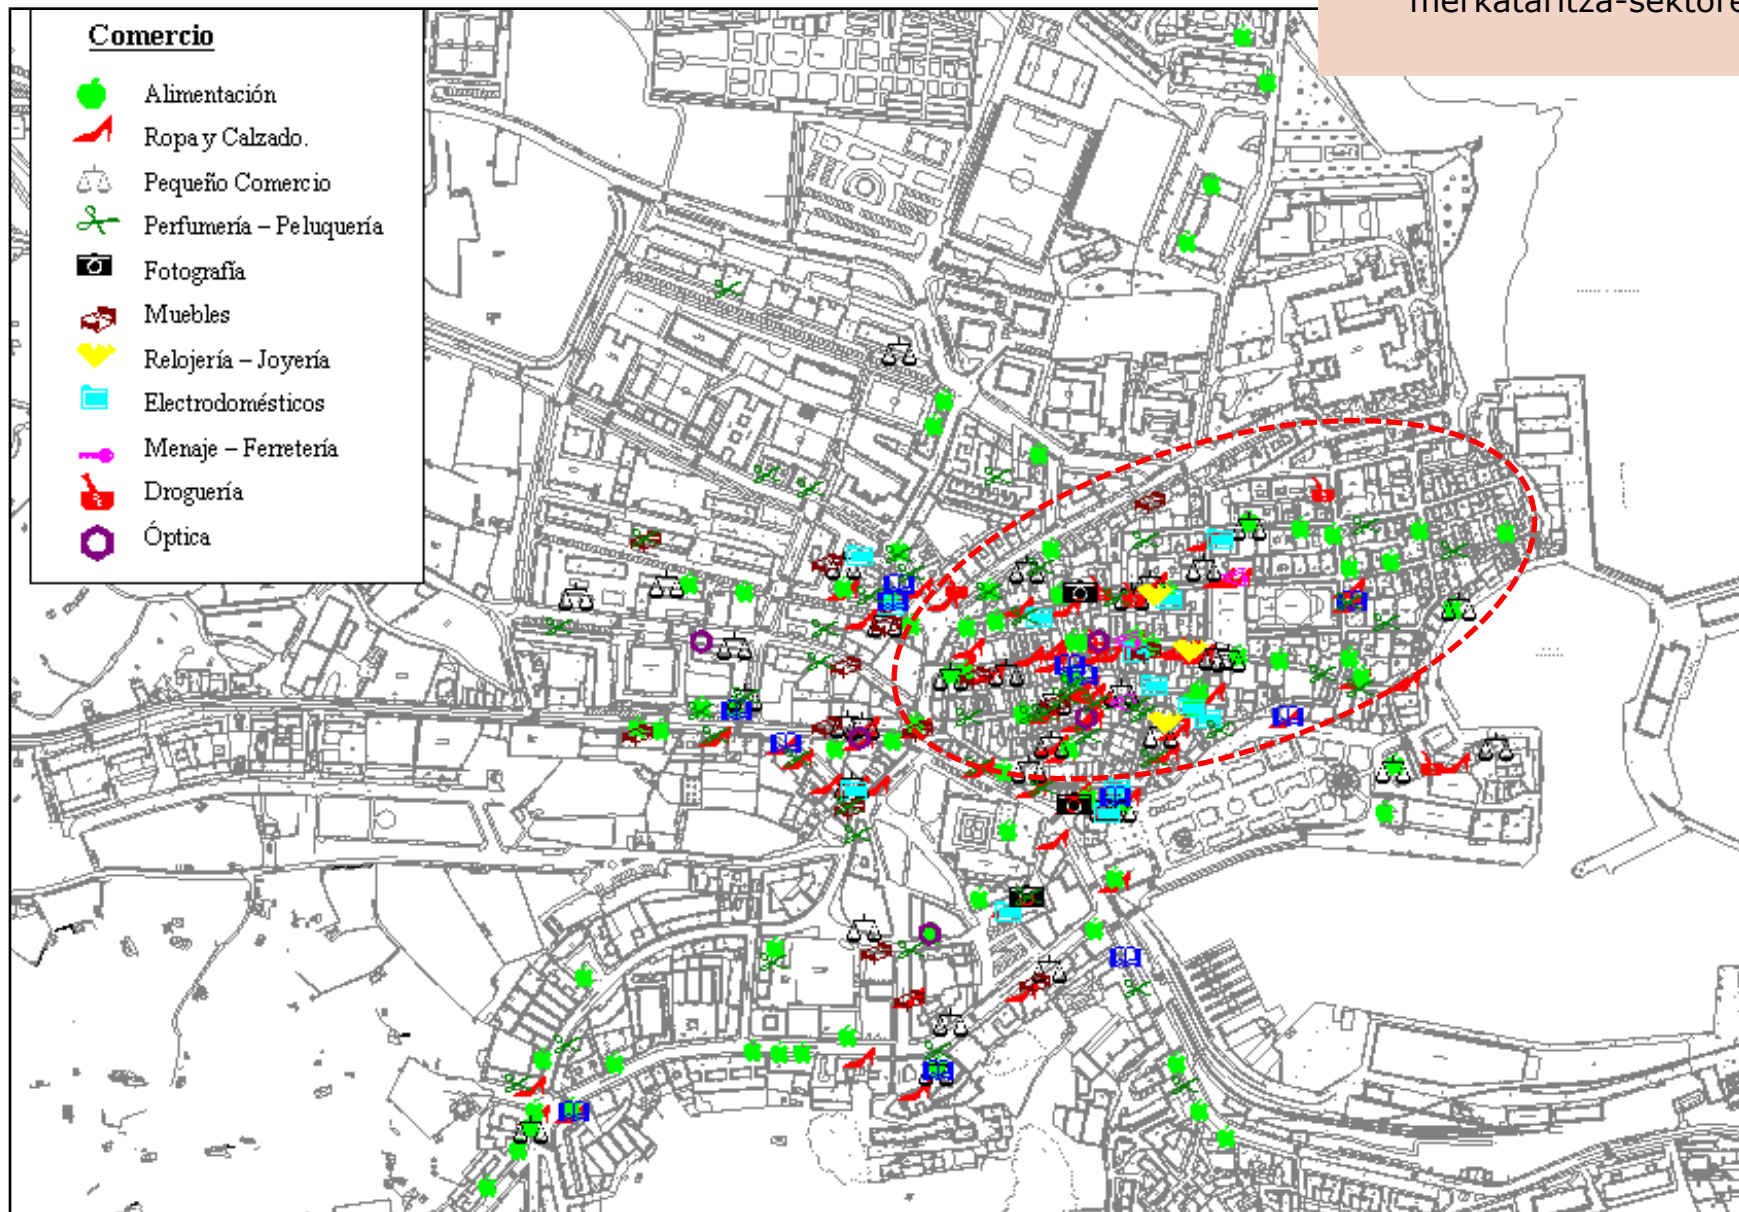 merkataritza-sektore
Comercio
Alimentación
Ropa y Calzado.
Pequeño Comercio
Perfumería – Peluquería
Fotografía
Muebles
Relojería – Joyería
Electrodomésticos
Menaje – Ferretería
Droguería
Óptica